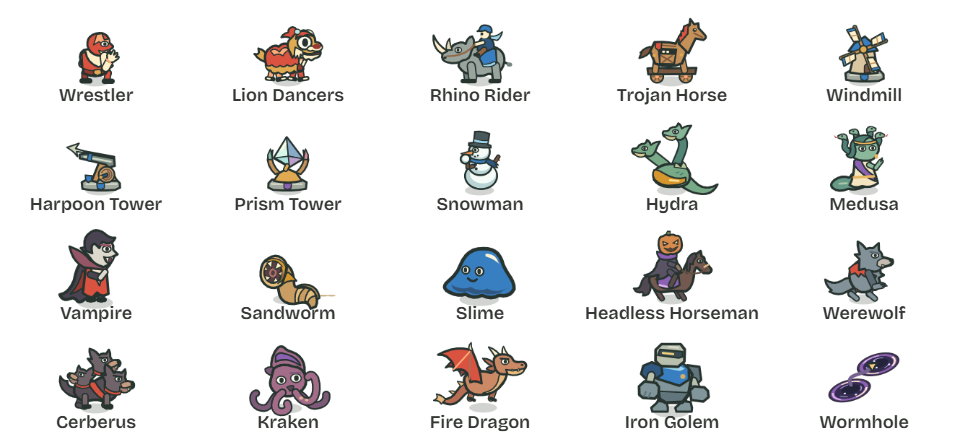 Wrestler
Lion Dancers
Rhino Rider
Trojan Horse
Windmill
Harpoon Tower
Prism Tower
Snowman
Hydra
Medusa
Vampire
Sandworm
Slime
Headless Horseman
Werewolf
Cerberus
Kraken
Fire Dragon
Iron Golem
Wormhole